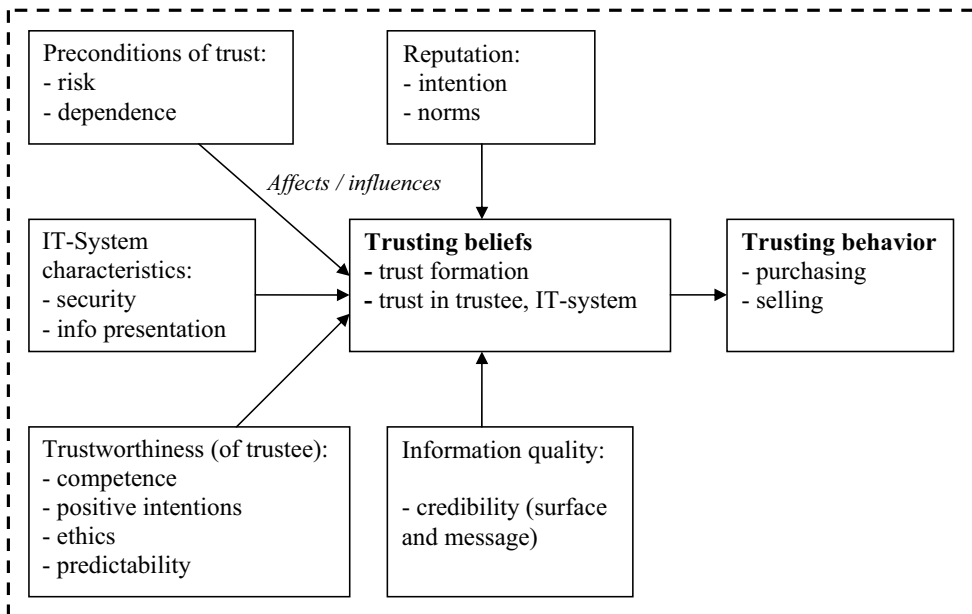 Preconditions of trust:
- risk
- dependence
Reputation:
- intention
- norms
Affects / influences
IT-System
characteristics:
- security
- info presentation
Trusting beliefs
- trust formation
- trust in trustee, IT-system
Trusting behavior
- purchasing
- selling
Trustworthiness (of trustee):
- competence
- positive intentions
- ethics
- predictability
Information quality:
- credibility (surface
and message)